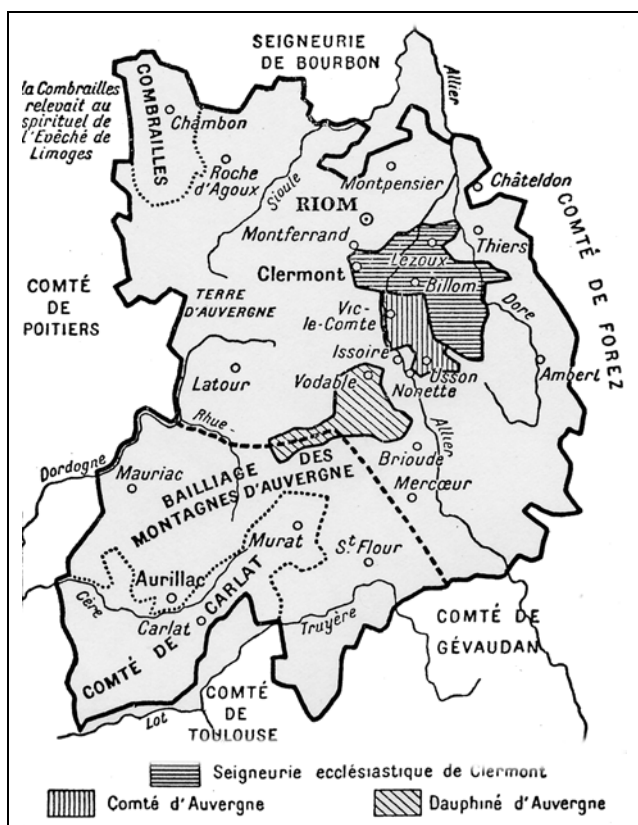 SEIGNEURIE
DE BOURBON
Allier
la Combrailles
relevait au
spirituel de
l'Evêché de
Limoges
COMBRAILLES
Chambon
Roche
d'Agoux
Sioule
Montpensier
Châteldon
RIOM
Montferrand
Thiers
COMTÉ DE FOREZ
Clermont
Lezoux
Billom
COMTÉ
DE
POITIERS
TERRE
D'AUVERGNE
Vic-
le-Comte
Dore
Issoire
Usson
Ambert
Latour
Vodable
Nonette
Rhue
Allier
Dordogne
Mauriac
BAILLIAGE DES
MONTAGNES D'AUVERGNE
Brioude
Mercœur
Murat
St Flour
Aurillac
Cère
Carlat
COMTÉ DE CARLAT
Truyère
COMTÉ DE
GÉVAUDAN
COMTÉ
DE
TOULOUSE
Lot
Seigneurie ecclésiastique de Clermont
Comté d'Auvergne
Dauphiné d'Auvergne